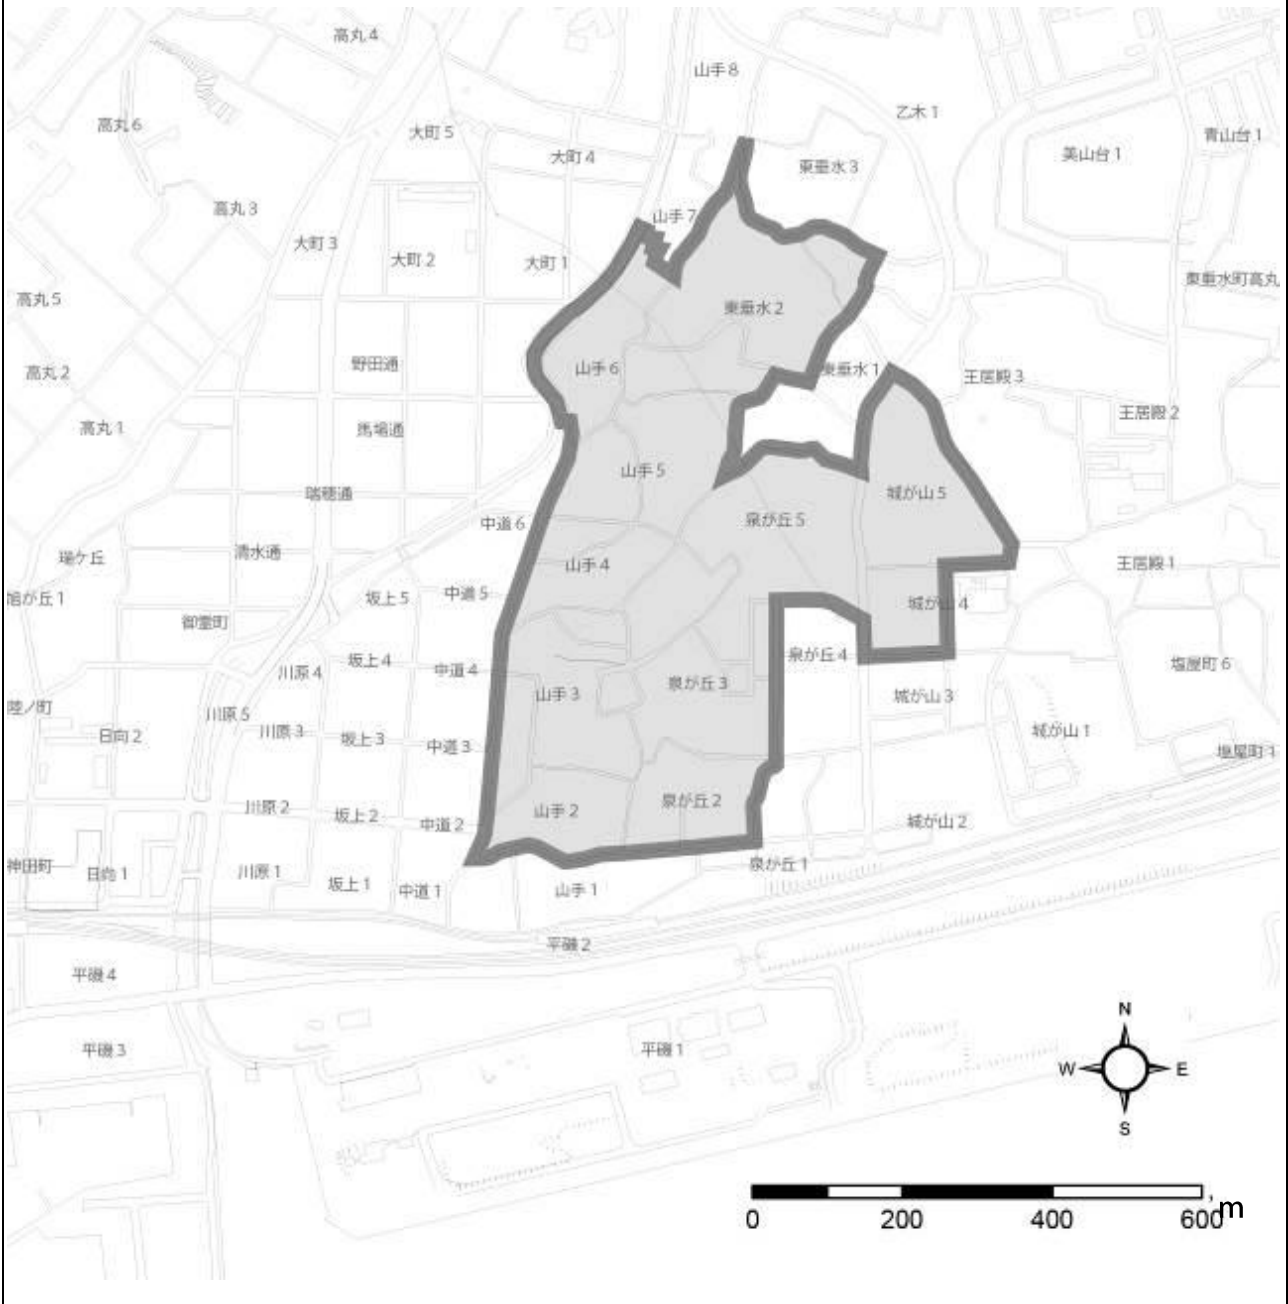 高丸 4
山手 8
乙木 1
高丸 6
大町 5
青山台 1
大町 4
美山台 1
東垂水 3
高丸 3
山手 7
大町 3
大町 2
大町 1
東垂水町高丸
高丸 5
東垂水 2
野田通
山手 6
東垂水 1
王居殿 3
高丸 2
王居殿 2
高丸 1
馬場通
山手 5
瑞穂通
城が山 5
中道 6
泉が丘 5
清水通
瑞ケ丘
山手 4
王居殿 1
旭が丘 1
坂上 5
中道 5
城が山 4
御霊町
坂上 4
中道 4
川原 4
泉が丘 4
塩屋町 6
泉が丘 3
山手 3
城が山 3
陸ノ町
川原 5
川原 3
城が山 1
日向 2
坂上 3
中道 3
塩屋町 1
川原 2
泉が丘 2
山手 2
坂上 2
中道 2
城が山 2
神田町
日向 1
川原 1
泉が丘 1
坂上 1
中道 1
山手 1
平磯 2
平磯 4
平磯 3
平磯 1
N
W E
S
0 200 400 600 m